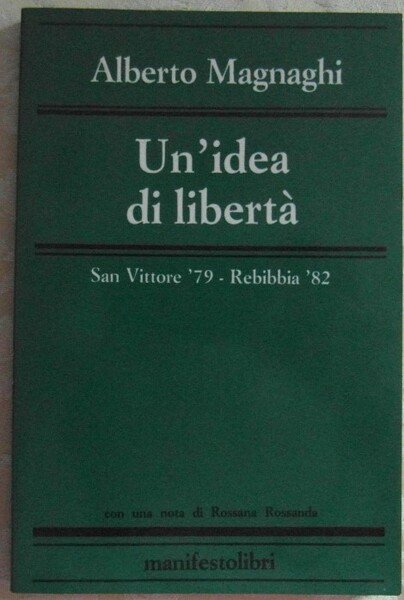 Alberto Magnaghi
Un'idea
di libertà
San Vittore '79 - Rebibbia '82
con una nota di Rossana Rossanda
manifestolibri